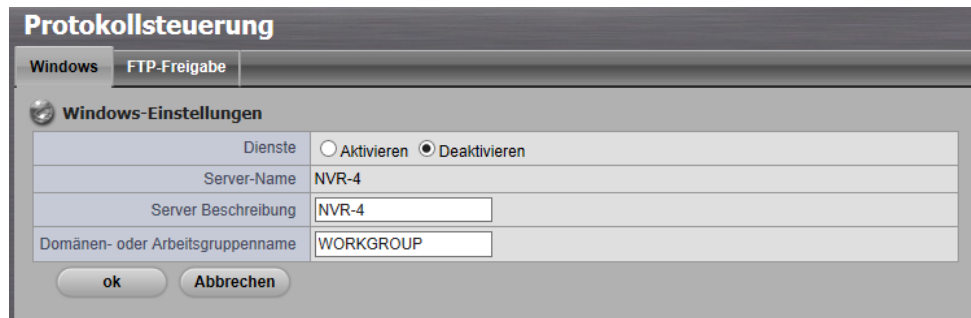 Protokollsteuerung
Windows FTP-Freigabe
Windows-Einstellungen
Dienste Aktivieren Deaktivieren
Server-Name NVR-4
Server Beschreibung NVR-4
Domänen- oder Arbeitsgruppenname WORKGROUP
ok Abbrechen